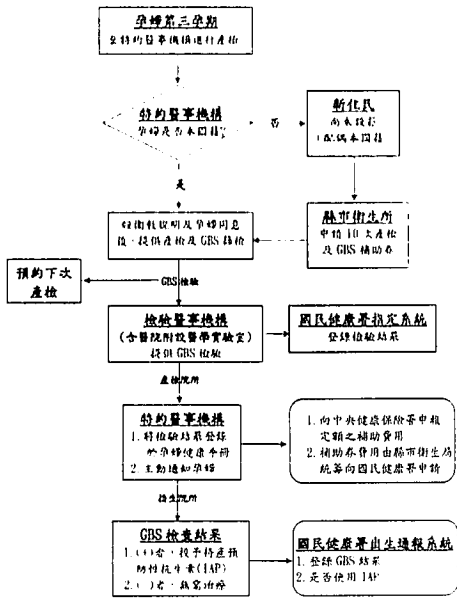 孕婦第三孕期
至特約醫事機構進行產檢
特約醫事機構
孕婦是否本國籍?
否
是
新住民
尚未設籍
配偶本國籍
縣市衛生所
申請10次產檢
及GBS補助券
經衛教說明及孕婦同意
後,提供產檢及GBS篩檢
預約下次
產檢
GBS檢驗
檢驗醫事機構
(含醫院附設醫學實驗室)
提供GBS檢驗
國民健康署指定系統
登錄檢驗結果
產檢院所
特約醫事機構
1. 將檢驗結果登錄
於孕婦健康手冊
2. 主動通知孕婦
1. 向中央健康保險署申報
定額之補助費用
2. 補助券費用由縣市衛生局
統籌向國民健康署申請
接生院所
GBS檢查結果
1. (+)者,投予待產預
防性抗生素(IAP)
2. (-)者,無需治療
國民健康署出生通報系統
1. 登錄GBS結果
2. 是否使用IAP